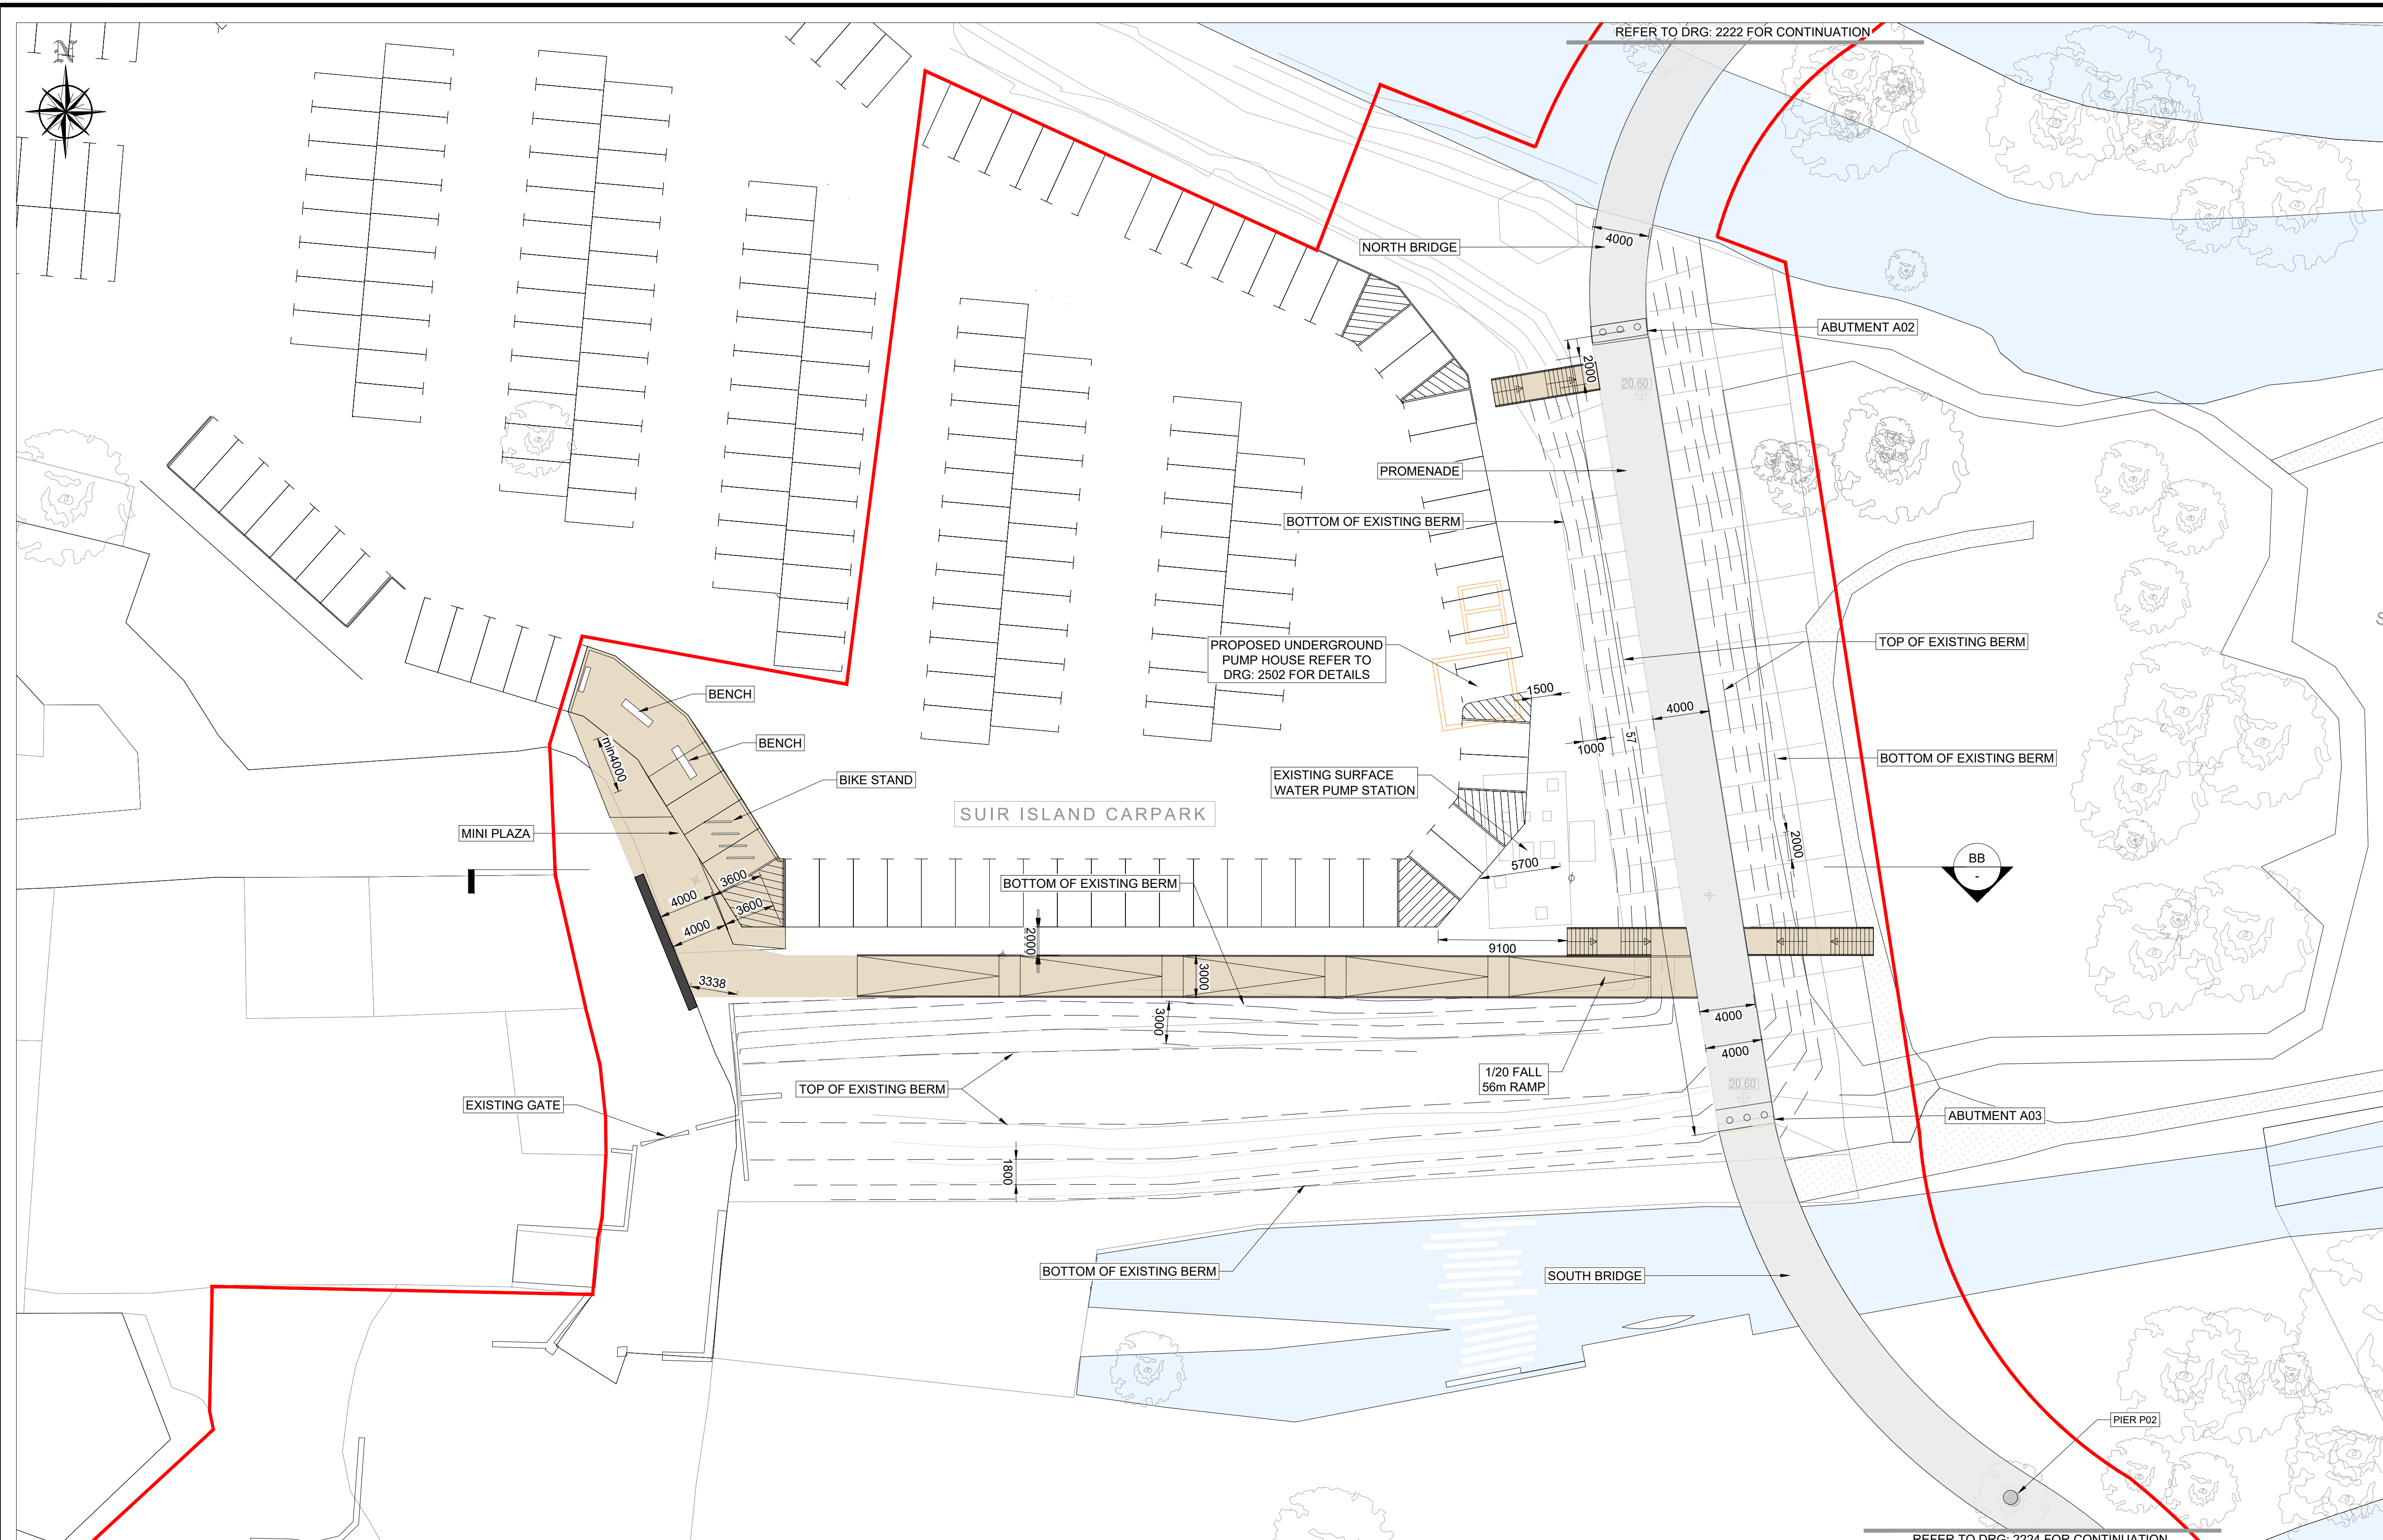 REFER TO DRG: 2222 FOR CONTINUATION
N
NORTH BRIDGE
4000
ABUTMENT A02
2000
20.60
PROMENADE
BOTTOM OF EXISTING BERM
PROPOSED UNDERGROUND
PUMP HOUSE REFER TO
DRG: 2502 FOR DETAILS
TOP OF EXISTING BERM
BENCH
1500
4000
57
1000
BENCH
min4000
BIKE STAND
EXISTING SURFACE
WATER PUMP STATION
BOTTOM OF EXISTING BERM
SUIR ISLAND CARPARK
MINI PLAZA
2000
BB
-
5700
3600
4000
3600
4000
BOTTOM OF EXISTING BERM
2000
9100
3338
3000
3000
4000
4000
1/20 FALL
56m RAMP
20.60
TOP OF EXISTING BERM
EXISTING GATE
ABUTMENT A03
1800
BOTTOM OF EXISTING BERM
SOUTH BRIDGE
PIER P02
REFER TO DRG: 2224 FOR CONTINUATION